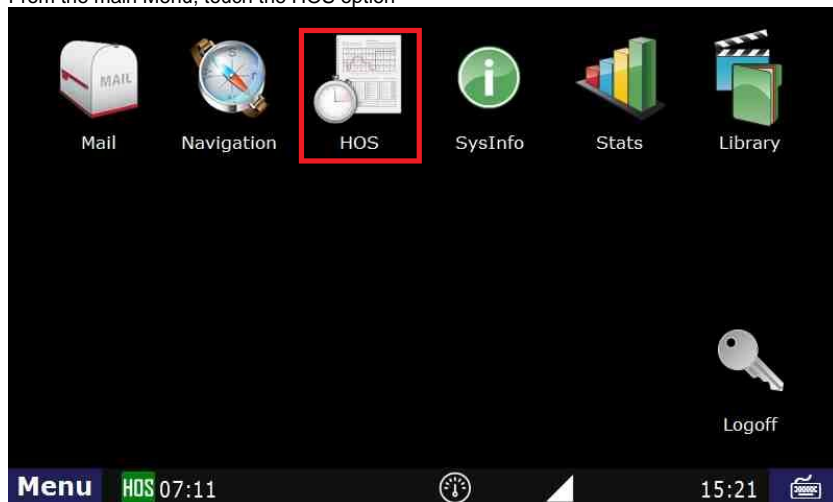 From the main Menu, touch the HOS option
MAIL
Mail Navigation HOS SysInfo Stats Library
Logoff
Menu HOS 07:11 15:21